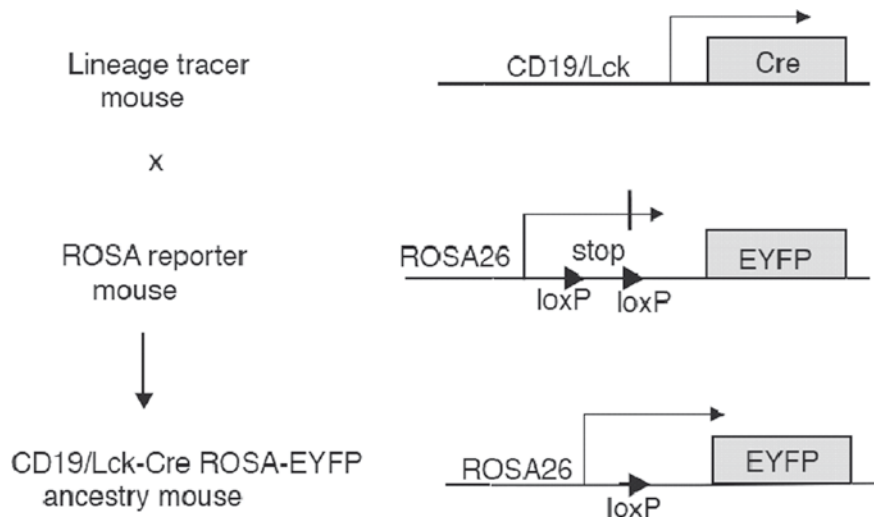 Lineage tracer
mouse
CD19/Lck
Cre
x
ROSA reporter
mouse
ROSA26
stop
EYFP
loxP
loxP
CD19/Lck-Cre ROSA-EYFP
ancestry mouse
ROSA26
EYFP
loxP